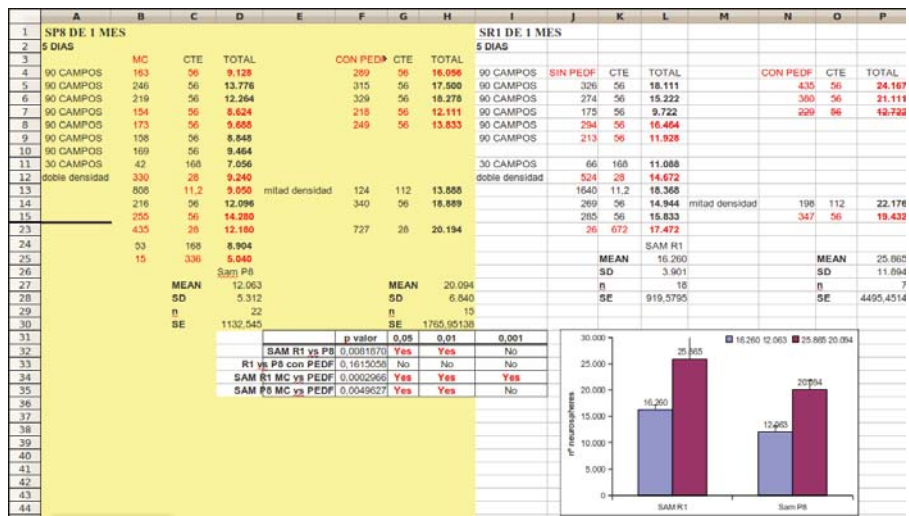 A B C D E F G H I J K L M N O P
1 SP8 DE 1 MES SR1 DE 1 MES
2 5 DIAS 5 DIAS
3 MC CTE TOTAL CON PEDF CTE TOTAL
4 90 CAMPOS 163 56 9.128 289 56 16.056 90 CAMPOS SIN PEDF CTE TOTAL CON PEDF CTE TOTAL
5 90 CAMPOS 246 56 13.776 315 56 17.500 90 CAMPOS 326 56 18.111 435 56 24.167
6 90 CAMPOS 219 56 12.264 329 56 18.278 90 CAMPOS 274 56 15.222 380 56 21.111
7 90 CAMPOS 154 56 8.624 218 56 12.111 90 CAMPOS 175 56 9.722 229 56 12.722
8 90 CAMPOS 173 56 9.688 249 56 13.833 90 CAMPOS 294 56 16.464
9 90 CAMPOS 158 56 8.848 90 CAMPOS 213 56 11.928
10 90 CAMPOS 169 56 9.464
11 30 CAMPOS 42 168 7.056 30 CAMPOS 66 168 11.088
12 doble densidad 330 28 9.240 doble densidad 524 28 14.672
13 808 11,2 9.050 mitad densidad 124 112 13.888 1640 11,2 18.368
14 216 56 12.096 340 56 18.889 269 56 14.944 mitad densidad 198 112 22.176
15 255 56 14.280 285 56 15.833 347 56 19.432
23 435 28 12.180 727 28 20.194 26 672 17.472
24 53 168 8.904 SAM R1
25 15 336 5.040 MEAN 16.260 MEAN 25.865
26 Sam P8 SD 3.901 SD 11.894
27 MEAN 12.063 MEAN 20.094 n 18 n 7
28 SD 5.312 SD 6.840 SE 919,5795 SE 4495,4514
29 n 22 n 15
30 SE 1132,545 SE 1765,95138
31 p valor 0,05 0,01 0,001
32 SAM R1 vs P8 0,0081870 Yes Yes No
33 R1 vs P8 con PEDF 0,1615058 No No No
34 SAM R1 MC vs PEDF 0,0002966 Yes Yes Yes
35 SAM P8 MC vs PEDF 0,0049627 Yes Yes No
36
37
38
39
40
41
42
43
44
16.260 12.063 25.865 20.094
30.000
25.000
20.000
15.000
10.000
5.000
0
nº neurospheres
16.260 25.865 12.063 20.094
SAM R1 Sam P8